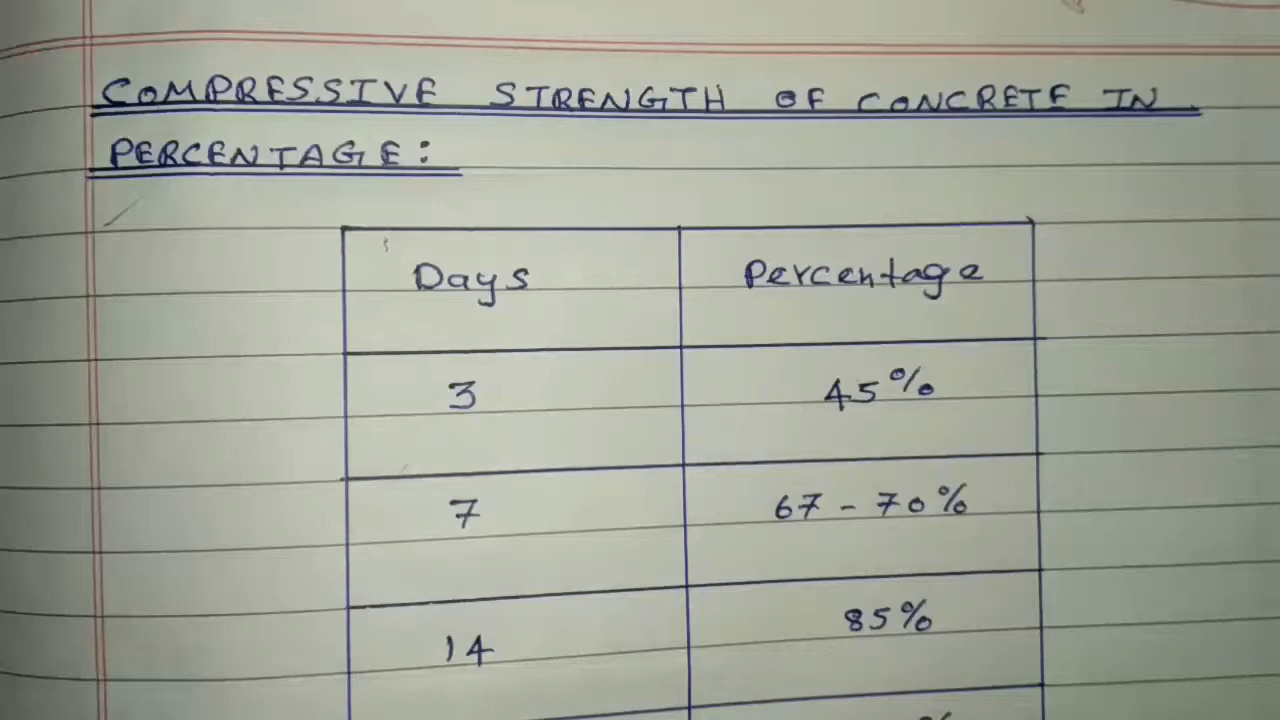 COMPRESSIVE STRENGTH OF CONCRETE IN
PERCENTAGE:
Days Percentage
3 45%
7 67 - 70%
14 85%